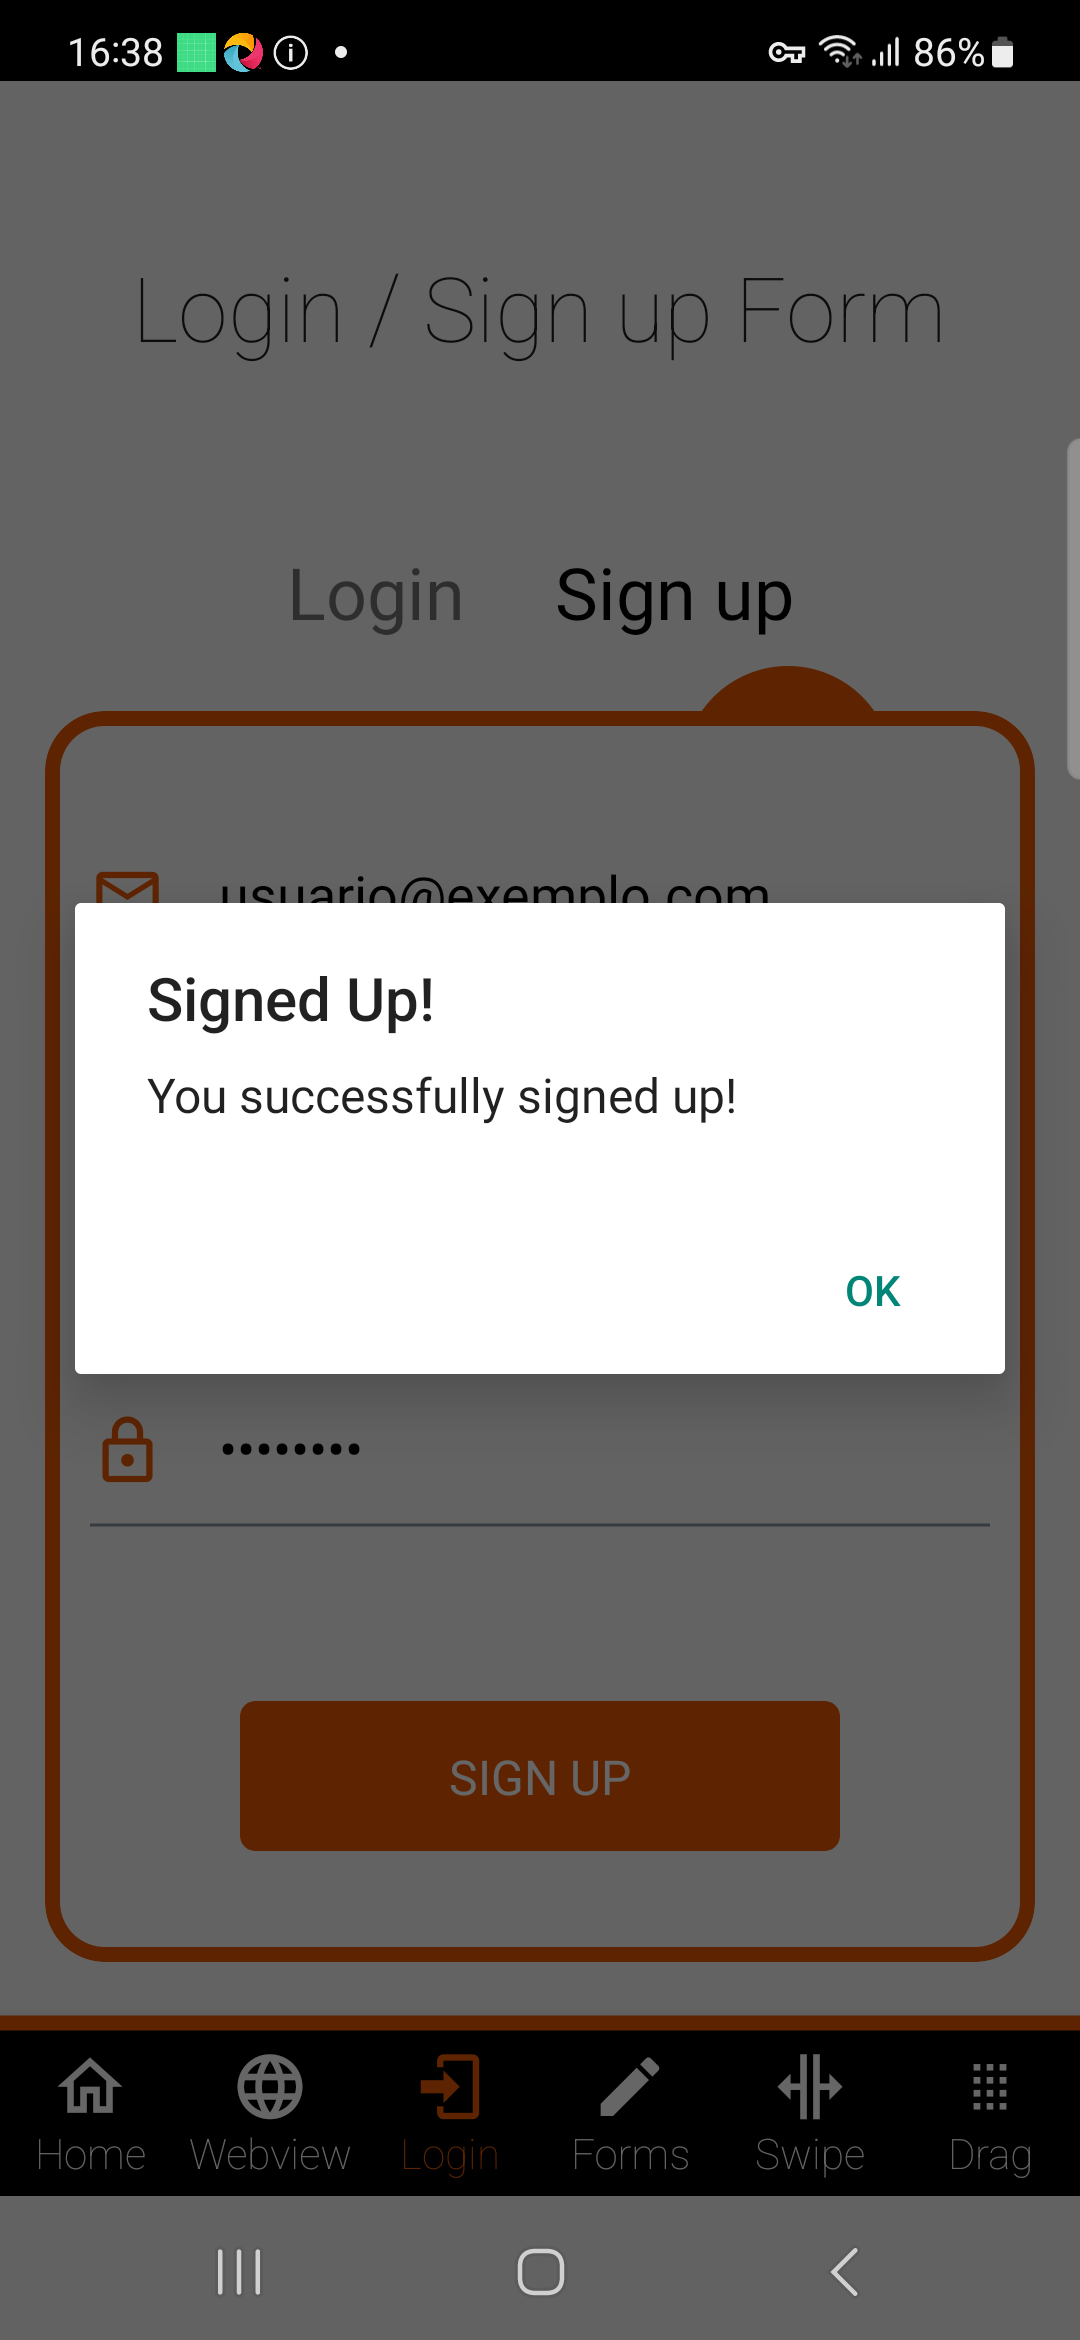 16:38
86%
Login / Sign up Form
Login
Sign up
usuario@exemplo.com
Signed Up!
You successfully signed up!
OK
••••••••
SIGN UP
Home
Webview
Login
Forms
Swipe
Drag